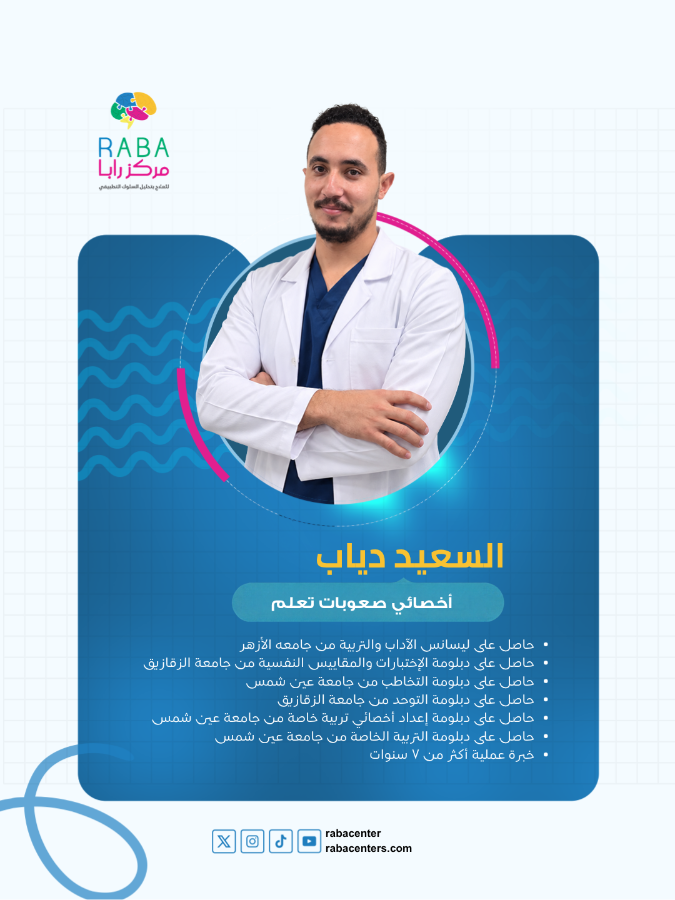 RABA
مركز رابا
للعلاج بتحليل السلوك التطبيقي
السعيد دياب
أخصائي صعوبات تعلم
حاصل على ليسانس الآداب والتربية من جامعه الأزهر
حاصل على دبلومة الإختبارات والمقاييس النفسية من جامعة الزقازيق
حاصل على دبلومة التخاطب من جامعة عين شمس
حاصل على دبلومة التوحد من جامعة الزقازيق
حاصل على دبلومة إعداد أخصائي تربية خاصة من جامعة عين شمس
حاصل على دبلومة التربية الخاصة من جامعة عين شمس
خبرة عملية أكثر من ٧ سنوات
rabacenter
rabacenters.com